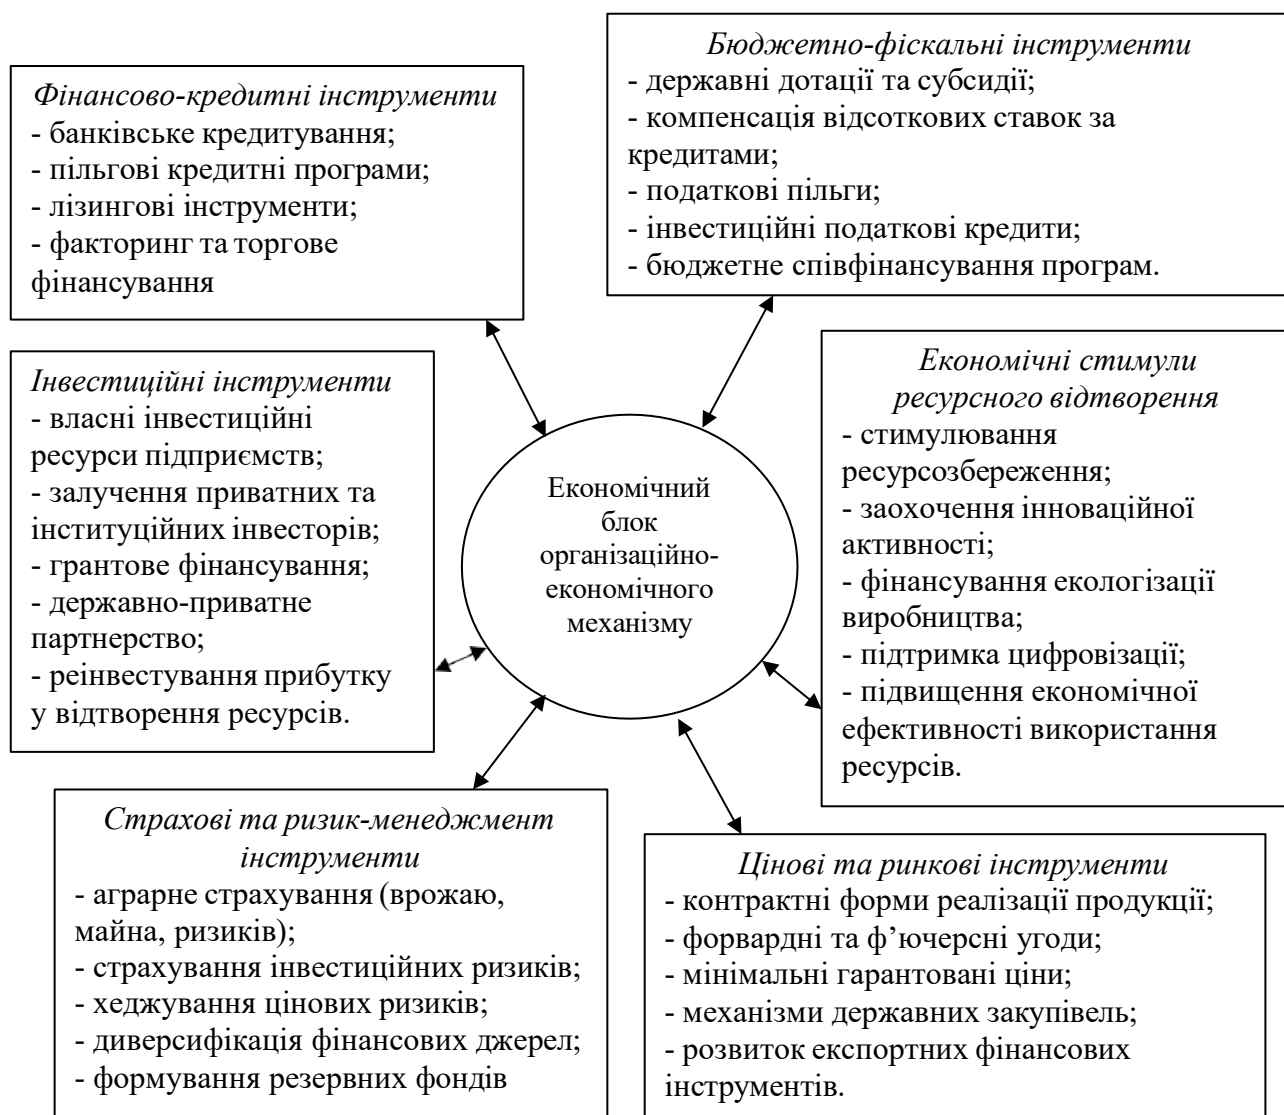 Фінансово-кредитні інструменти
- банківське кредитування;
- пільгові кредитні програми;
- лізингові інструменти;
- факторинг та торгове
фінансування
Бюджетно-фіскальні інструменти
- державні дотації та субсидії;
- компенсація відсоткових ставок за
кредитами;
- податкові пільги;
- інвестиційні податкові кредити;
- бюджетне співфінансування програм.
Інвестиційні інструменти
- власні інвестиційні
ресурси підприємств;
- залучення приватних та
інституційних інвесторів;
- грантове фінансування;
- державно-приватне
партнерство;
- реінвестування прибутку
у відтворення ресурсів.
Економічний
блок
організаційно-
економічного
механізму
Економічні стимули
ресурсного відтворення
- стимулювання
ресурсозбереження;
- заохочення інноваційної
активності;
- фінансування екологізації
виробництва;
- підтримка цифровізації;
- підвищення економічної
ефективності використання
ресурсів.
Страхові та ризик-менеджмент
інструменти
- аграрне страхування (врожаю,
майна, ризиків);
- страхування інвестиційних ризиків;
- хеджування цінових ризиків;
- диверсифікація фінансових джерел;
- формування резервних фондів
Цінові та ринкові інструменти
- контрактні форми реалізації продукції;
- форвардні та ф’ючерсні угоди;
- мінімальні гарантовані ціни;
- механізми державних закупівель;
- розвиток експортних фінансових
інструментів.